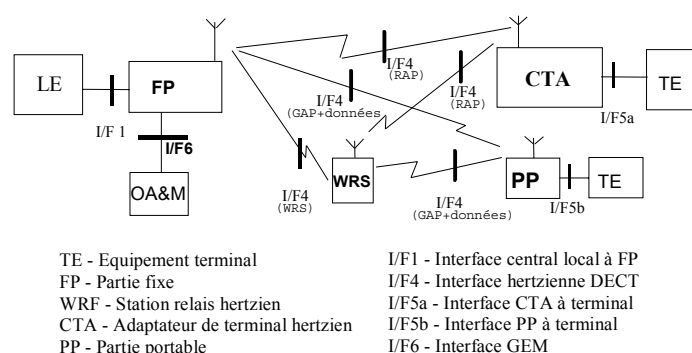 LE
FP
I/F 1
I/F6
OA&M
I/F4
(RAP)
I/F4
(GAP+données
I/F4
(RAP)
CTA
I/F5a
TE
I/F4
(WRS)
WRS
I/F4
(GAP+données)
PP
I/F5b
TE
TE - Equipement terminal
FP - Partie fixe
WRF - Station relais hertzien
CTA - Adaptateur de terminal hertzien
PP - Partie portable
I/F1 - Interface central local à FP
I/F4 - Interface hertzienne DECT
I/F5a - Interface CTA à terminal
I/F5b - Interface PP à terminal
I/F6 - Interface GEM